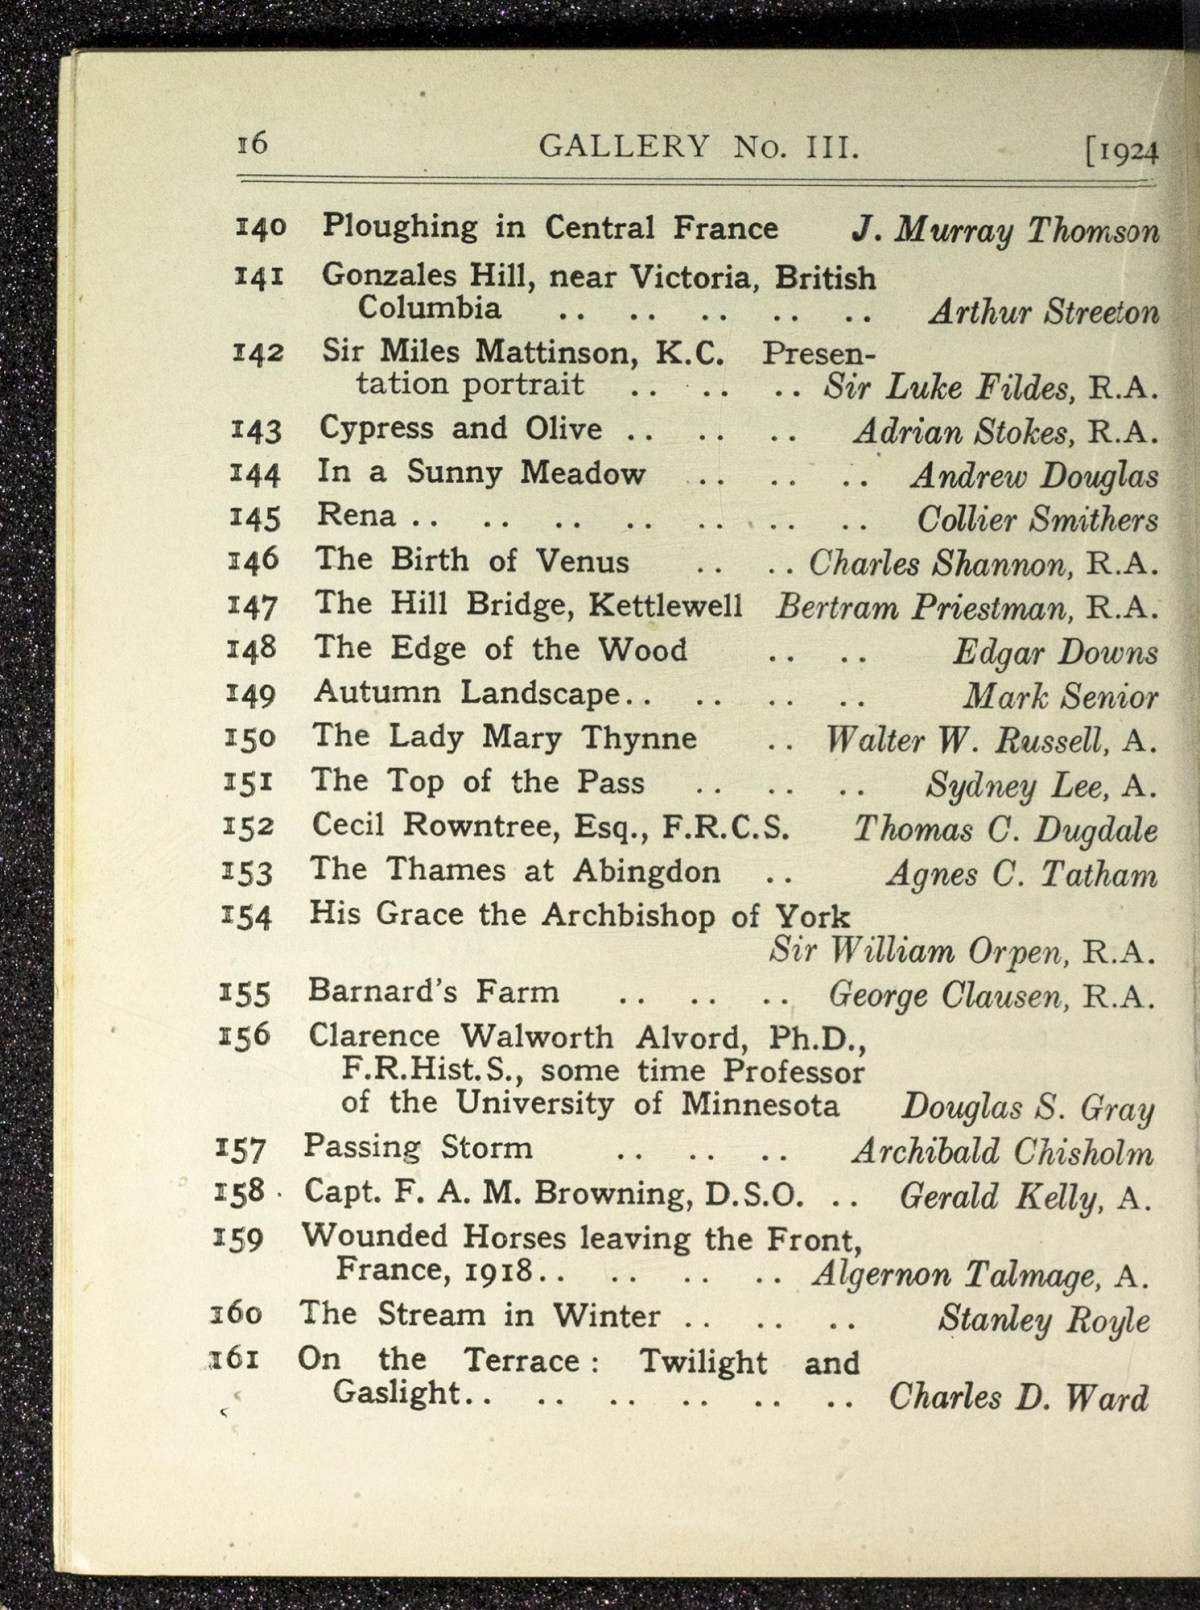 16 GALLERY No. III. [1924
140 Ploughing in Central France J. Murray Thomson
141 Gonzales Hill, near Victoria, British
Columbia .. .. .. .. .. Arthur Streeton
142 Sir Miles Mattinson, K.C. Presen-
tation portrait .. .. .. Sir Luke Fildes, R.A.
143 Cypress and Olive .. .. .. Adrian Stokes, R.A.
144 In a Sunny Meadow .. .. .. Andrew Douglas
145 Rena .. .. .. .. .. .. .. Collier Smithers
146 The Birth of Venus .. .. Charles Shannon, R.A.
147 The Hill Bridge, Kettlewell Bertram Priestman, R.A.
148 The Edge of the Wood .. .. Edgar Downs
149 Autumn Landscape.. .. .. .. Mark Senior
150 The Lady Mary Thynne .. Walter W. Russell, A.
151 The Top of the Pass .. .. .. Sydney Lee, A.
152 Cecil Rowntree, Esq., F.R.C.S. Thomas C. Dugdale
153 The Thames at Abingdon .. Agnes C. Tatham
154 His Grace the Archbishop of York
Sir William Orpen, R.A.
155 Barnard's Farm .. .. .. George Clausen, R.A.
156 Clarence Walworth Alvord, Ph.D.,
F.R.Hist.S., some time Professor
of the University of Minnesota Douglas S. Gray
157 Passing Storm .. .. .. Archibald Chisholm
158 Capt. F. A. M. Browning, D.S.O. .. Gerald Kelly, A.
159 Wounded Horses leaving the Front,
France, 1918.. .. .. .. Algernon Talmage, A.
160 The Stream in Winter .. .. .. Stanley Royle
161 On the Terrace : Twilight and
Gaslight.. .. .. .. .. .. Charles D. Ward